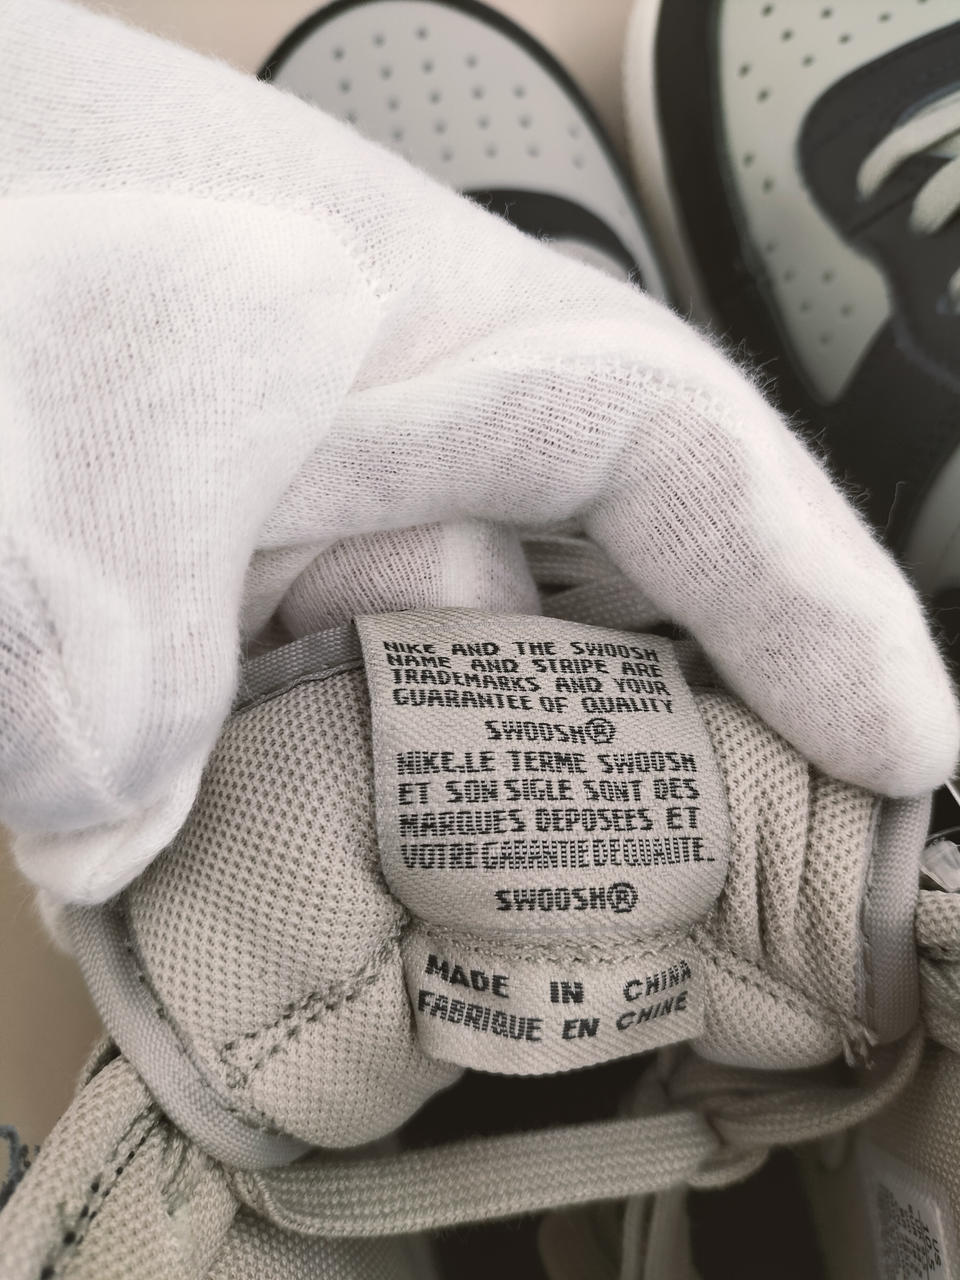 NIKE AND THE SWOOSH
NAME AND STRIPE ARE
TRADEMARKS AND YOUR
GUARANTEE OF QUALITY
SWOOSH®
NIKE.LE TERME SWOOSH
ET SON SIGLE SONT DES
MARQUES DEPOSEES ET
VOTRE GARANTIE DE QUALITE.
SWOOSH®
MADE IN CHINA
FABRIQUE EN CHINE